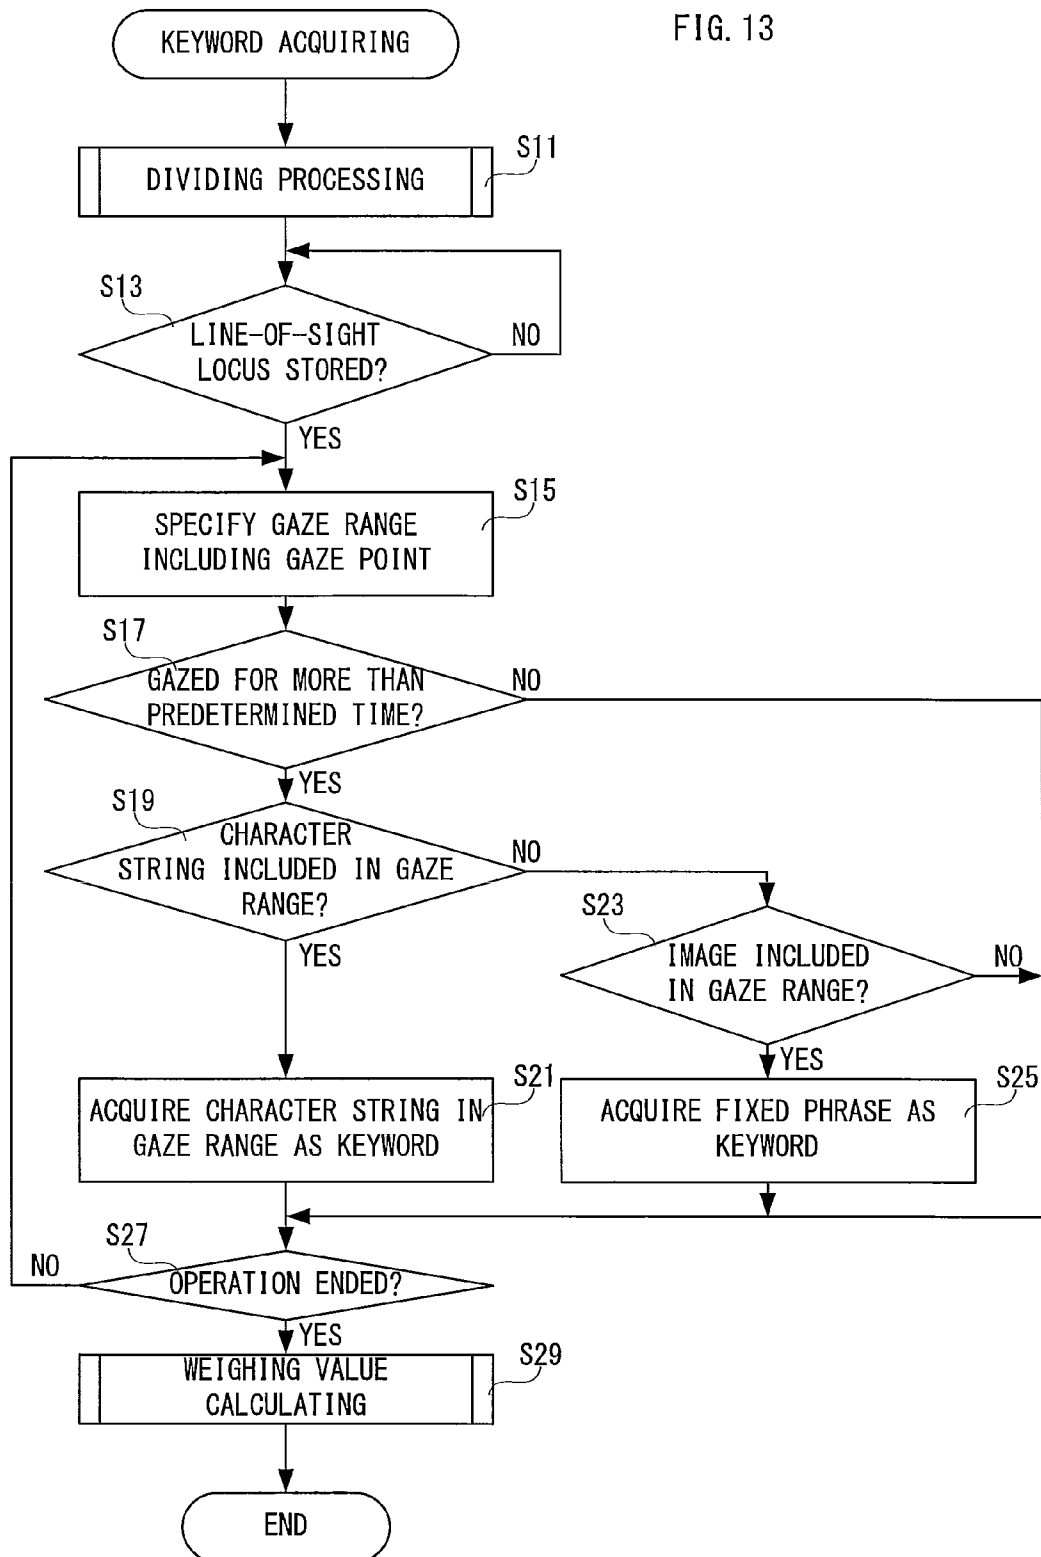 FIG. 13
KEYWORD ACQUIRING
S11
DIVIDING PROCESSING
S13
LINE-OF-SIGHT
LOCUS STORED?
NO
YES
S15
SPECIFY GAZE RANGE
INCLUDING GAZE POINT
S17
GAZED FOR MORE THAN
PREDETERMINED TIME?
NO
YES
S19
CHARACTER
STRING INCLUDED IN GAZE
RANGE?
NO
YES
S23
IMAGE INCLUDED
IN GAZE RANGE?
NO
YES
S21
ACQUIRE CHARACTER STRING IN
GAZE RANGE AS KEYWORD
S25
ACQUIRE FIXED PHRASE AS
KEYWORD
S27
OPERATION ENDED?
NO
YES
S29
WEIGHING VALUE
CALCULATING
END